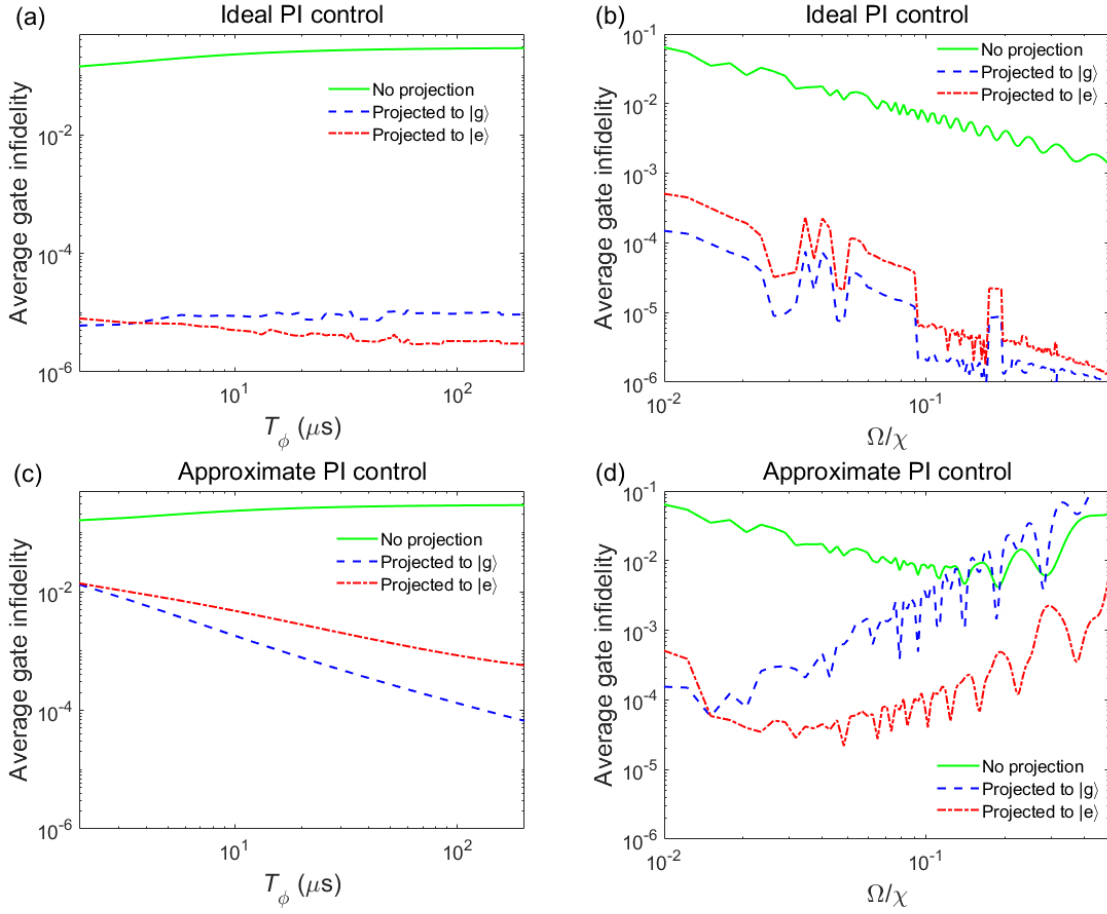 (a)
Ideal PI control
Average gate infidelity
10^-2
10^-4
10^-6
No projection
Projected to |g⟩
Projected to |e⟩
10^1
10^2
T_ϕ (μs)
(b)
Ideal PI control
Average gate infidelity
10^-1
10^-2
10^-3
10^-4
10^-5
10^-6
No projection
Projected to |g⟩
Projected to |e⟩
10^-2
10^-1
Ω/χ
(c)
Approximate PI control
Average gate infidelity
10^-2
10^-4
10^-6
No projection
Projected to |g⟩
Projected to |e⟩
10^1
10^2
T_ϕ (μs)
(d)
Approximate PI control
Average gate infidelity
10^-1
10^-2
10^-3
10^-4
10^-5
10^-6
No projection
Projected to |g⟩
Projected to |e⟩
10^-2
10^-1
Ω/χ